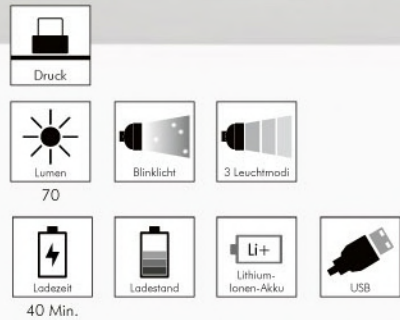 Druck
Lumen
Blinklicht
3 Leuchtmodi
70
Li+
Ladezeit
Ladestand
Lithium-
Ionen-Akku
USB
40 Min.